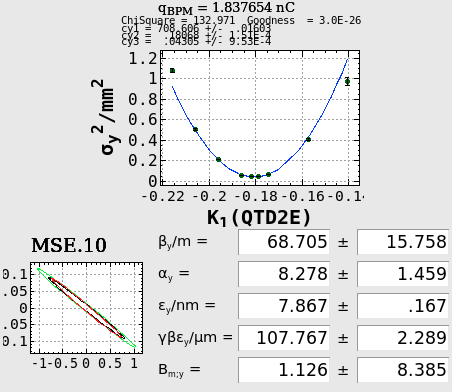 qBPM = 1.837654 nC
ChiSquare = 132.971 Goodness = 3.0E-26
cy1 = 708.606 +/- .01603
cy2 = .18068 +/- 1.51E-4
cy3 = .04305 +/- 9.53E-4
σy²/mm²
1.2
1
0.8
0.6
0.4
0.2
0
-0.22 -0.2 -0.18 -0.16 -0.1
K1(QTD2E)
MSE.10
0.1
.05
0
0.05
0.1
-1 -0.5 0 0.5 1
βy/m = 68.705 ± 15.758
αy = 8.278 ± 1.459
εy/nm = 7.867 ± .167
γβεy/μm = 107.767 ± 2.289
Bm;y = 1.126 ± 8.385